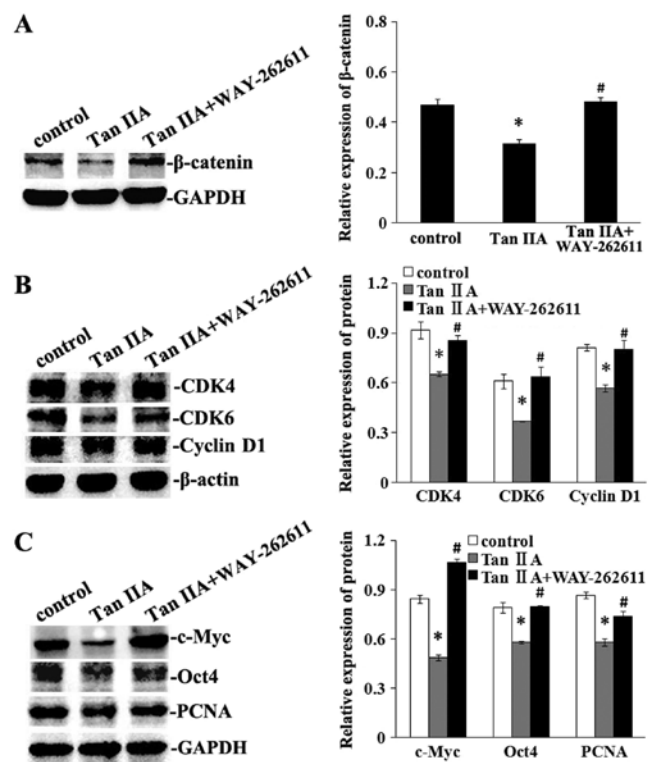 A
control
Tan IIA
Tan IIA+WAY-262611
-β-catenin
-GAPDH
Relative expression of β-catenin
0.8
0.6
0.4
0.2
0
*
#
control
Tan IIA
Tan IIA+
WAY-262611
B
control
Tan IIA
Tan IIA+WAY-262611
-CDK4
-CDK6
-Cyclin D1
-β-actin
Relative expression of protein
1.2
0.9
0.6
0.3
0
control
Tan ⅡA
Tan ⅡA+WAY-262611
*
#
*
#
*
#
CDK4
CDK6
Cyclin D1
C
control
Tan IIA
Tan IIA+WAY-262611
-c-Myc
-Oct4
-PCNA
-GAPDH
Relative expression of protein
1.2
0.9
0.6
0.3
0
control
Tan ⅡA
Tan ⅡA+WAY-262611
*
#
*
#
*
#
c-Myc
Oct4
PCNA